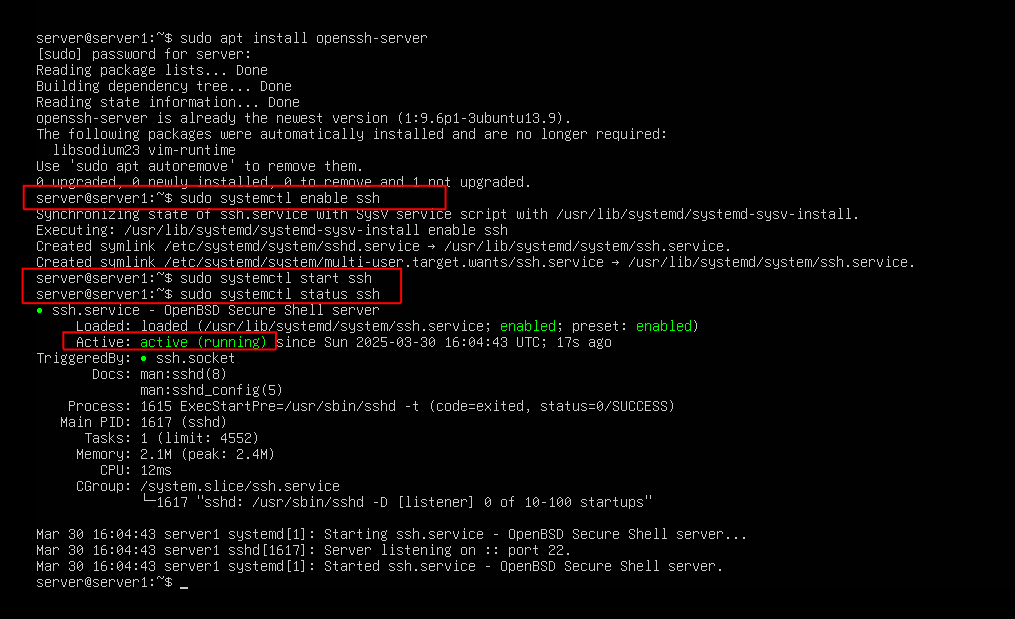 server@server1:~$ sudo apt install openssh-server
[sudo] password for server:
Reading package lists... Done
Building dependency tree... Done
Reading state information... Done
openssh-server is already the newest version (1:9.6p1-3ubuntu13.9).
The following packages were automatically installed and are no longer required:
  libsodium23 vim-runtime
Use 'sudo apt autoremove' to remove them.
0 upgraded, 0 newly installed, 0 to remove and 1 not upgraded.
server@server1:~$ sudo systemctl enable ssh
Synchronizing state of ssh.service with SysV service script with /usr/lib/systemd/systemd-sysv-install.
Executing: /usr/lib/systemd/systemd-sysv-install enable ssh
Created symlink /etc/systemd/system/sshd.service → /usr/lib/systemd/system/ssh.service.
Created symlink /etc/systemd/system/multi-user.target.wants/ssh.service → /usr/lib/systemd/system/ssh.service.
server@server1:~$ sudo systemctl start ssh
server@server1:~$ sudo systemctl status ssh
● ssh.service - OpenBSD Secure Shell server
     Loaded: loaded (/usr/lib/systemd/system/ssh.service; enabled; preset: enabled)
     Active: active (running) since Sun 2025-03-30 16:04:43 UTC; 17s ago
TriggeredBy: ● ssh.socket
       Docs: man:sshd(8)
             man:sshd_config(5)
    Process: 1615 ExecStartPre=/usr/sbin/sshd -t (code=exited, status=0/SUCCESS)
   Main PID: 1617 (sshd)
      Tasks: 1 (limit: 4552)
     Memory: 2.1M (peak: 2.4M)
        CPU: 12ms
     CGroup: /system.slice/ssh.service
             └─1617 "sshd: /usr/sbin/sshd -D [listener] 0 of 10-100 startups"
Mar 30 16:04:43 server1 systemd[1]: Starting ssh.service - OpenBSD Secure Shell server...
Mar 30 16:04:43 server1 sshd[1617]: Server listening on :: port 22.
Mar 30 16:04:43 server1 systemd[1]: Started ssh.service - OpenBSD Secure Shell server.
server@server1:~$ _